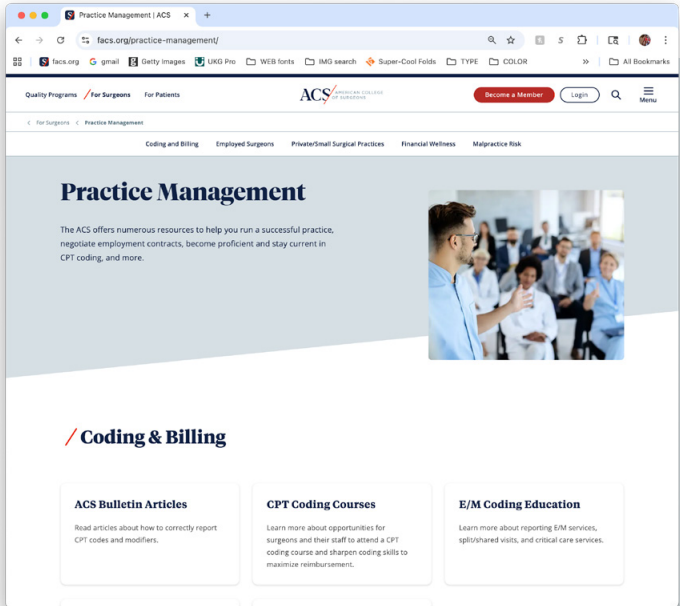 Practice Management | ACS
facs.org/practice-management/
facs.org gmail Getty Images UKG Pro WEB fonts IMG search Super-Cool Folds TYPE COLOR » All Bookmarks
Quality Programs For Surgeons For Patients
ACS AMERICAN COLLEGE
OF SURGEONS
Become a Member Login Menu
For Surgeons Practice Management
Coding and Billing Employed Surgeons Private/Small Surgical Practices Financial Wellness Malpractice Risk
Practice Management
The ACS offers numerous resources to help you run a successful practice,
negotiate employment contracts, become proficient and stay current in
CPT coding, and more.
Coding & Billing
ACS Bulletin Articles
Read articles about how to correctly report
CPT codes and modifiers.
CPT Coding Courses
Learn more about opportunities for
surgeons and their staff to attend a CPT
coding course and sharpen coding skills to
maximize reimbursement.
E/M Coding Education
Learn more about reporting E/M services,
split/shared visits, and critical care services.